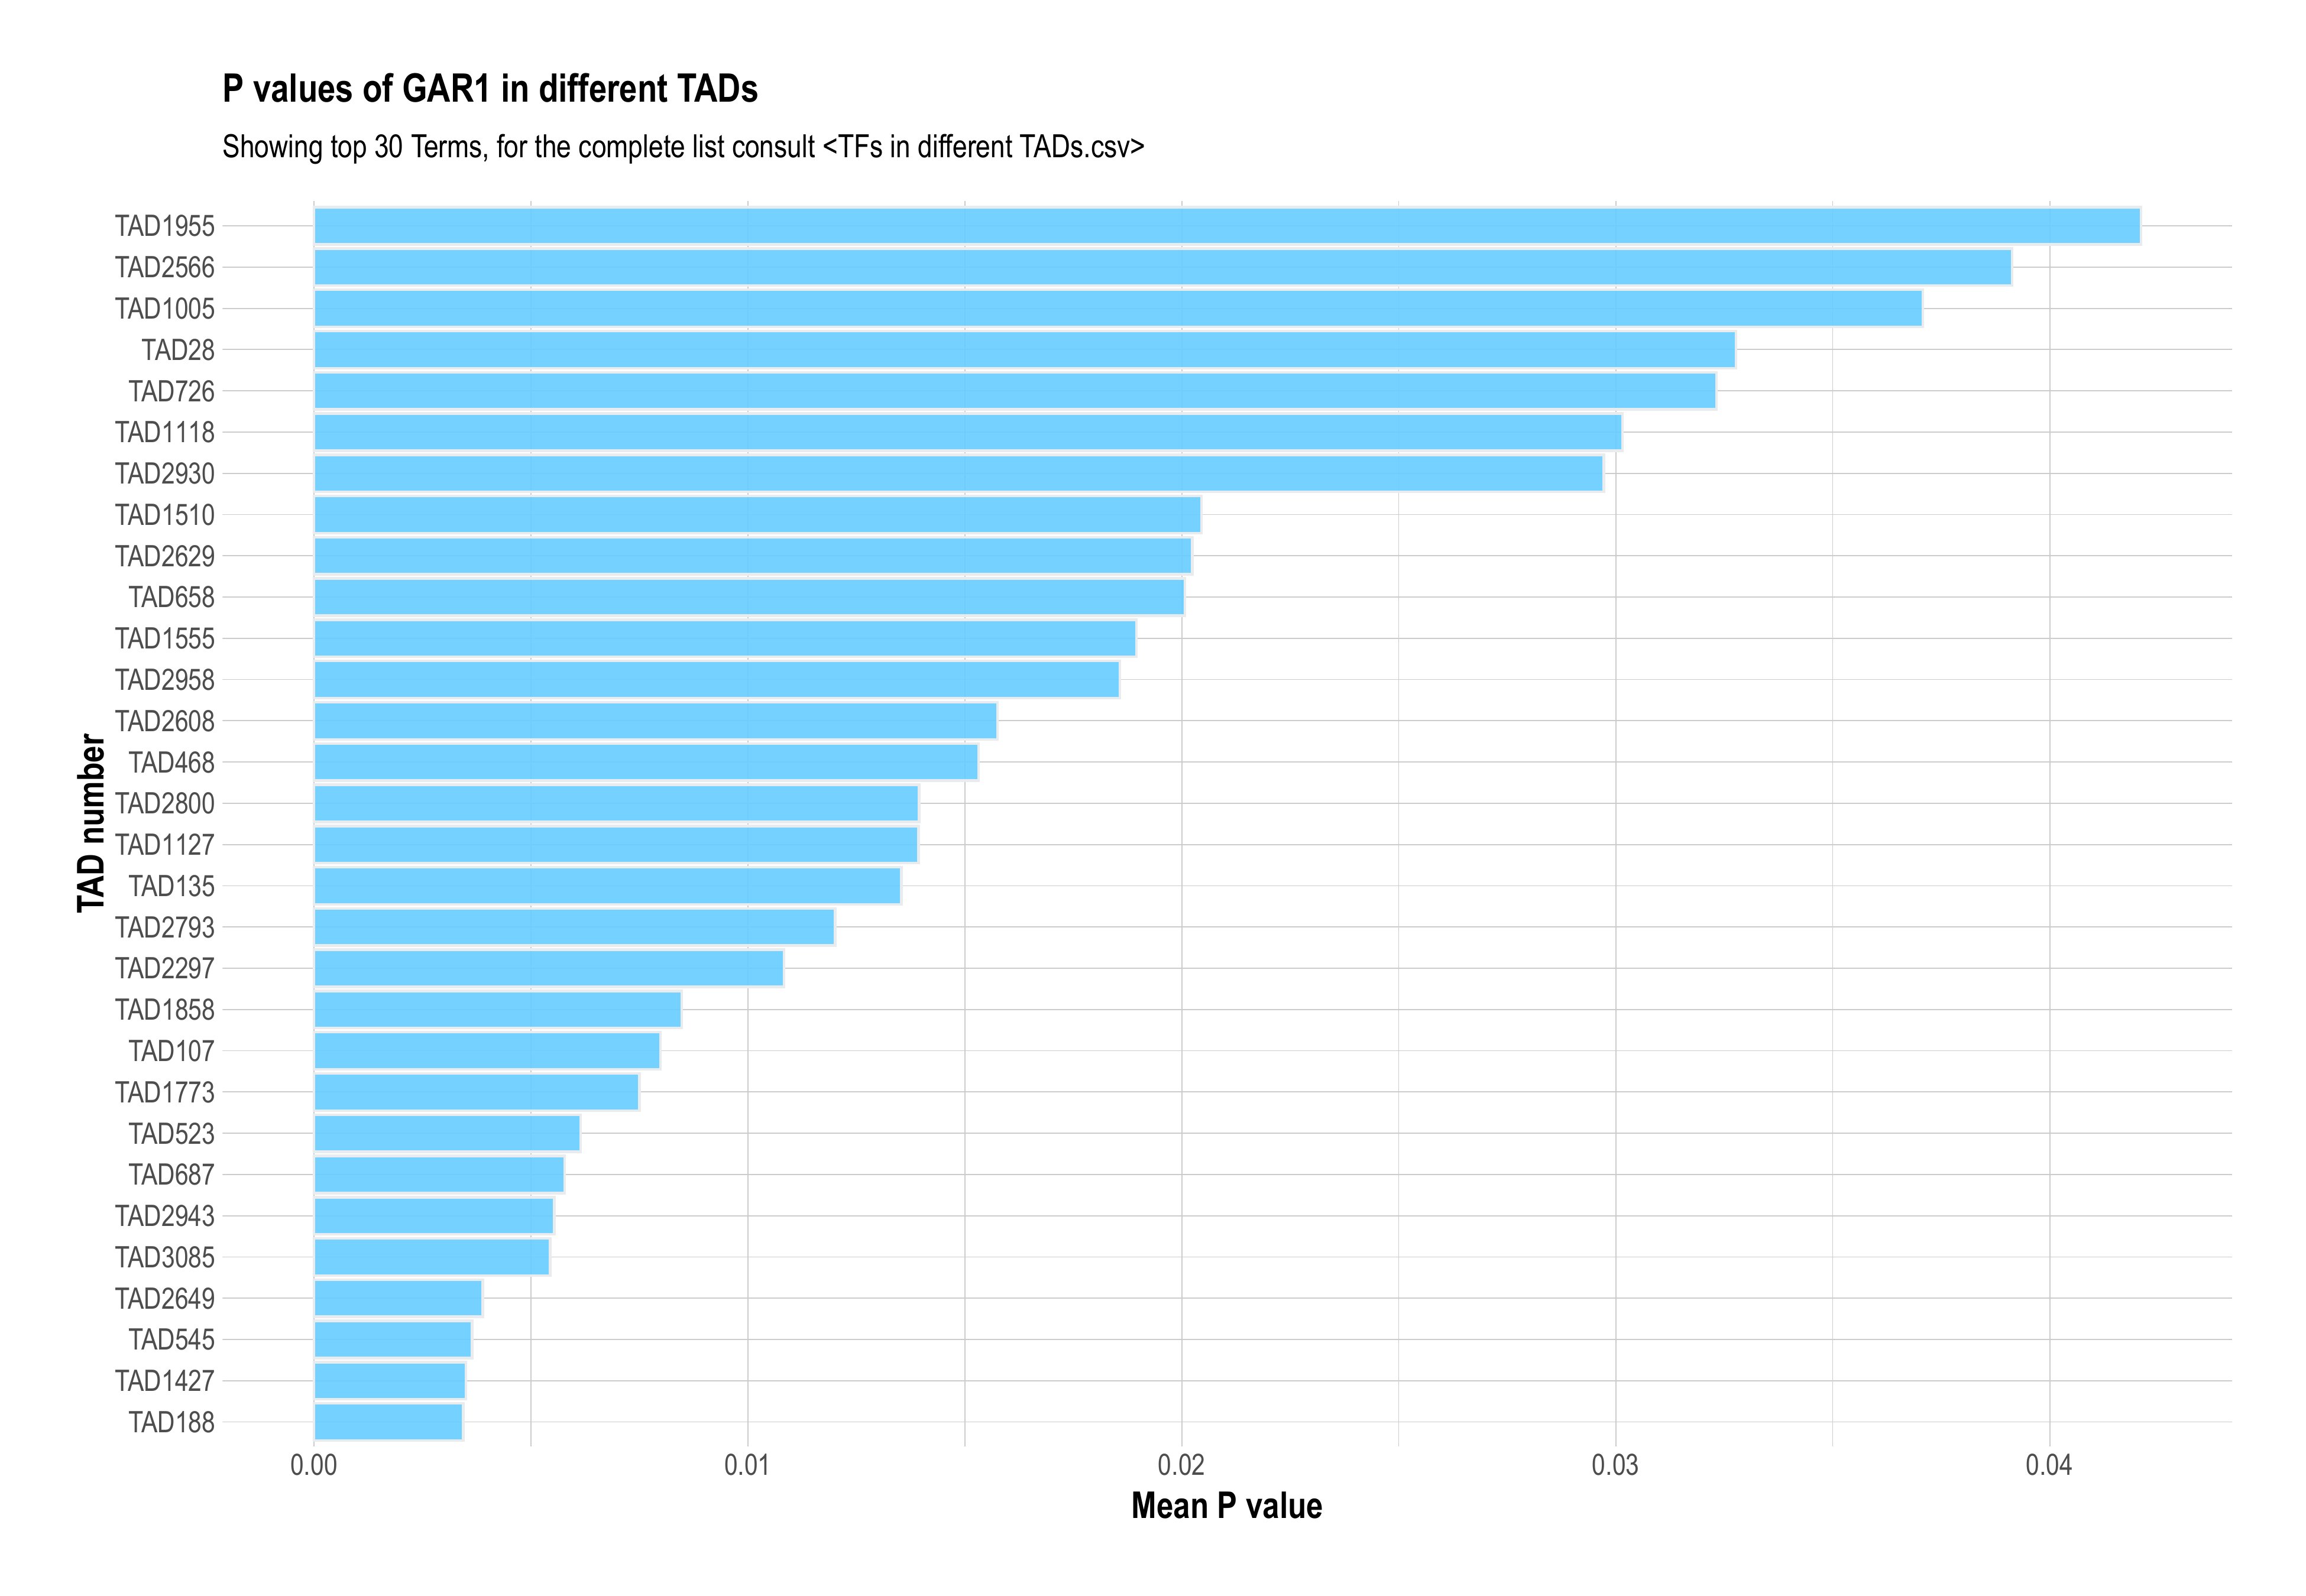 P values of GAR1 in different TADs
Showing top 30 Terms, for the complete list consult <TFs in different TADs.csv>
TAD number
TAD1955
TAD2566
TAD1005
TAD28
TAD726
TAD1118
TAD2930
TAD1510
TAD2629
TAD658
TAD1555
TAD2958
TAD2608
TAD468
TAD2800
TAD1127
TAD135
TAD2793
TAD2297
TAD1858
TAD107
TAD1773
TAD523
TAD687
TAD2943
TAD3085
TAD2649
TAD545
TAD1427
TAD188
0.00 0.01 0.02 0.03 0.04
Mean P value